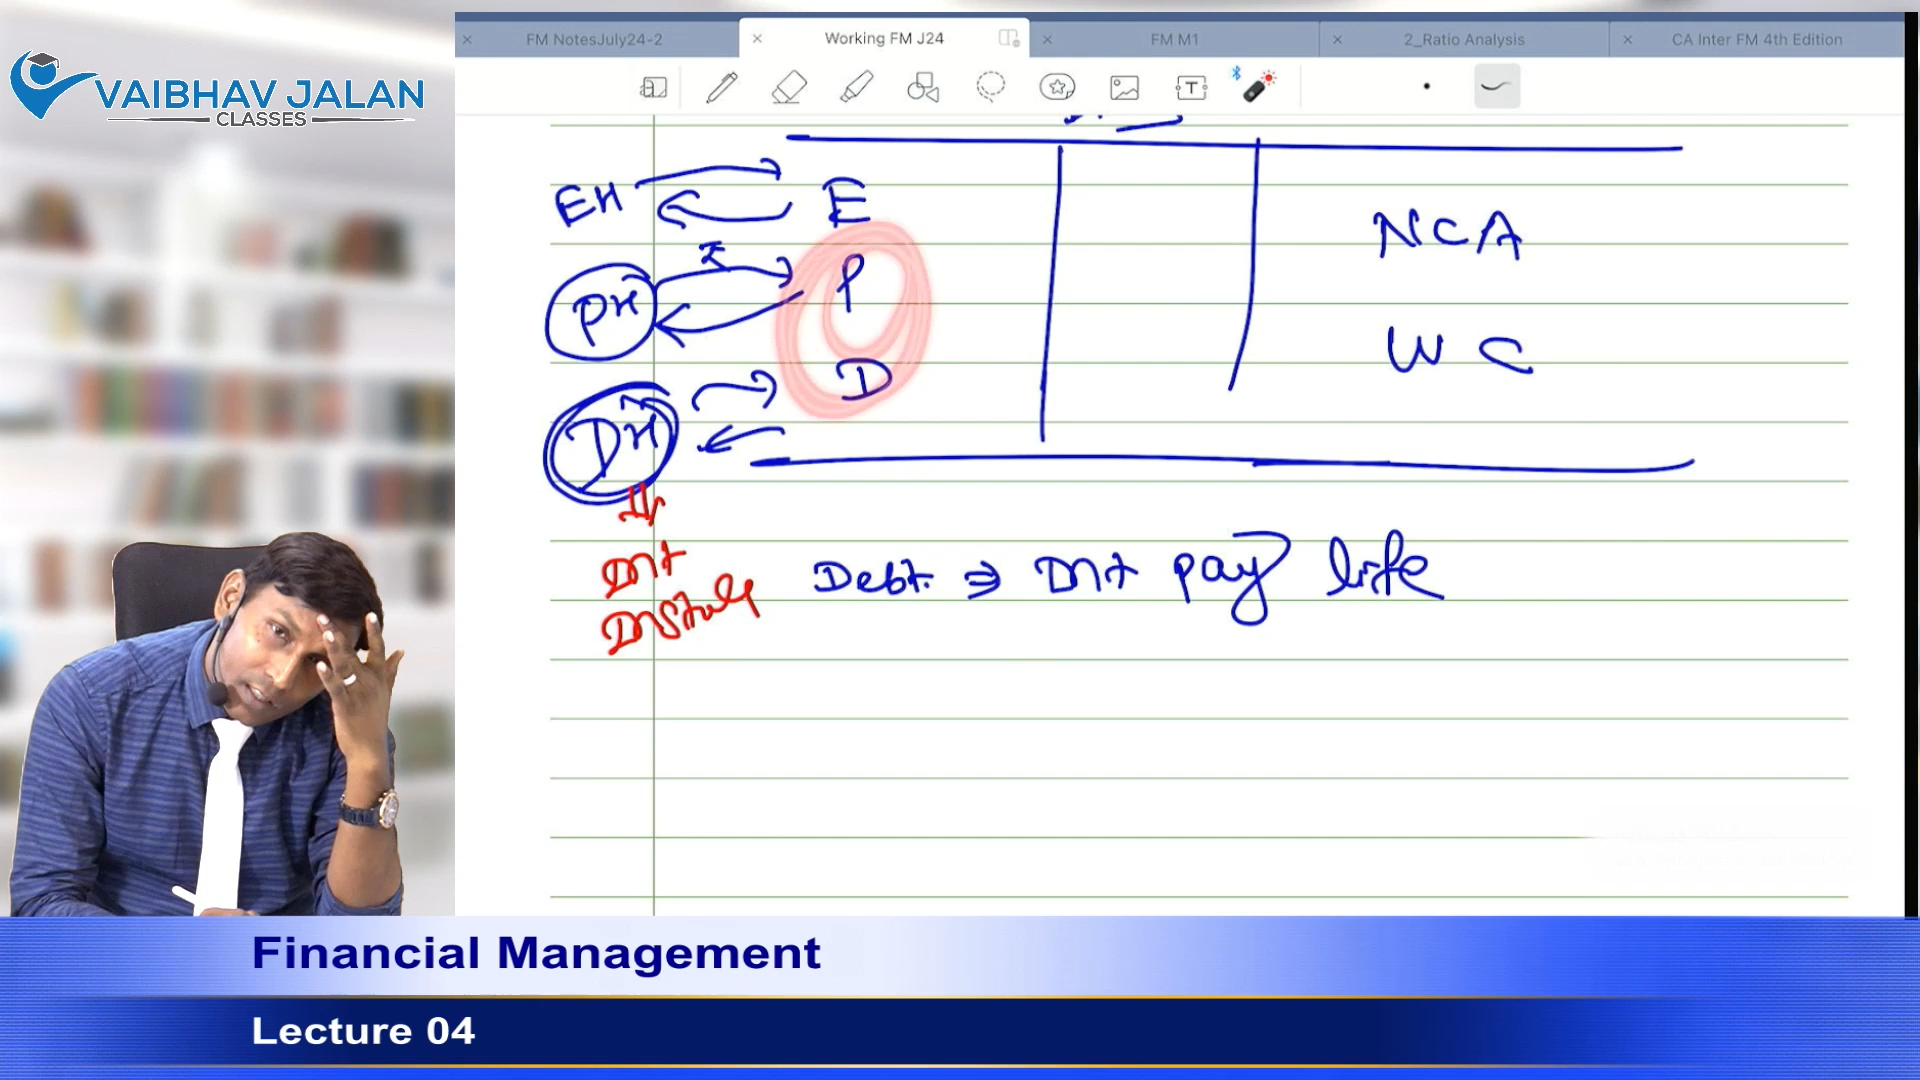 VAIBHAV JALAN
CLASSES
FM NotesJuly24-2
Working FM J24
FM M1
2_Ratio Analysis
CA Inter FM 4th Edition
T
EH E
NCA
₹
PH P
WC
DH D
Int
Debt ⇒ Int pay life
Financial Management
Lecture 04